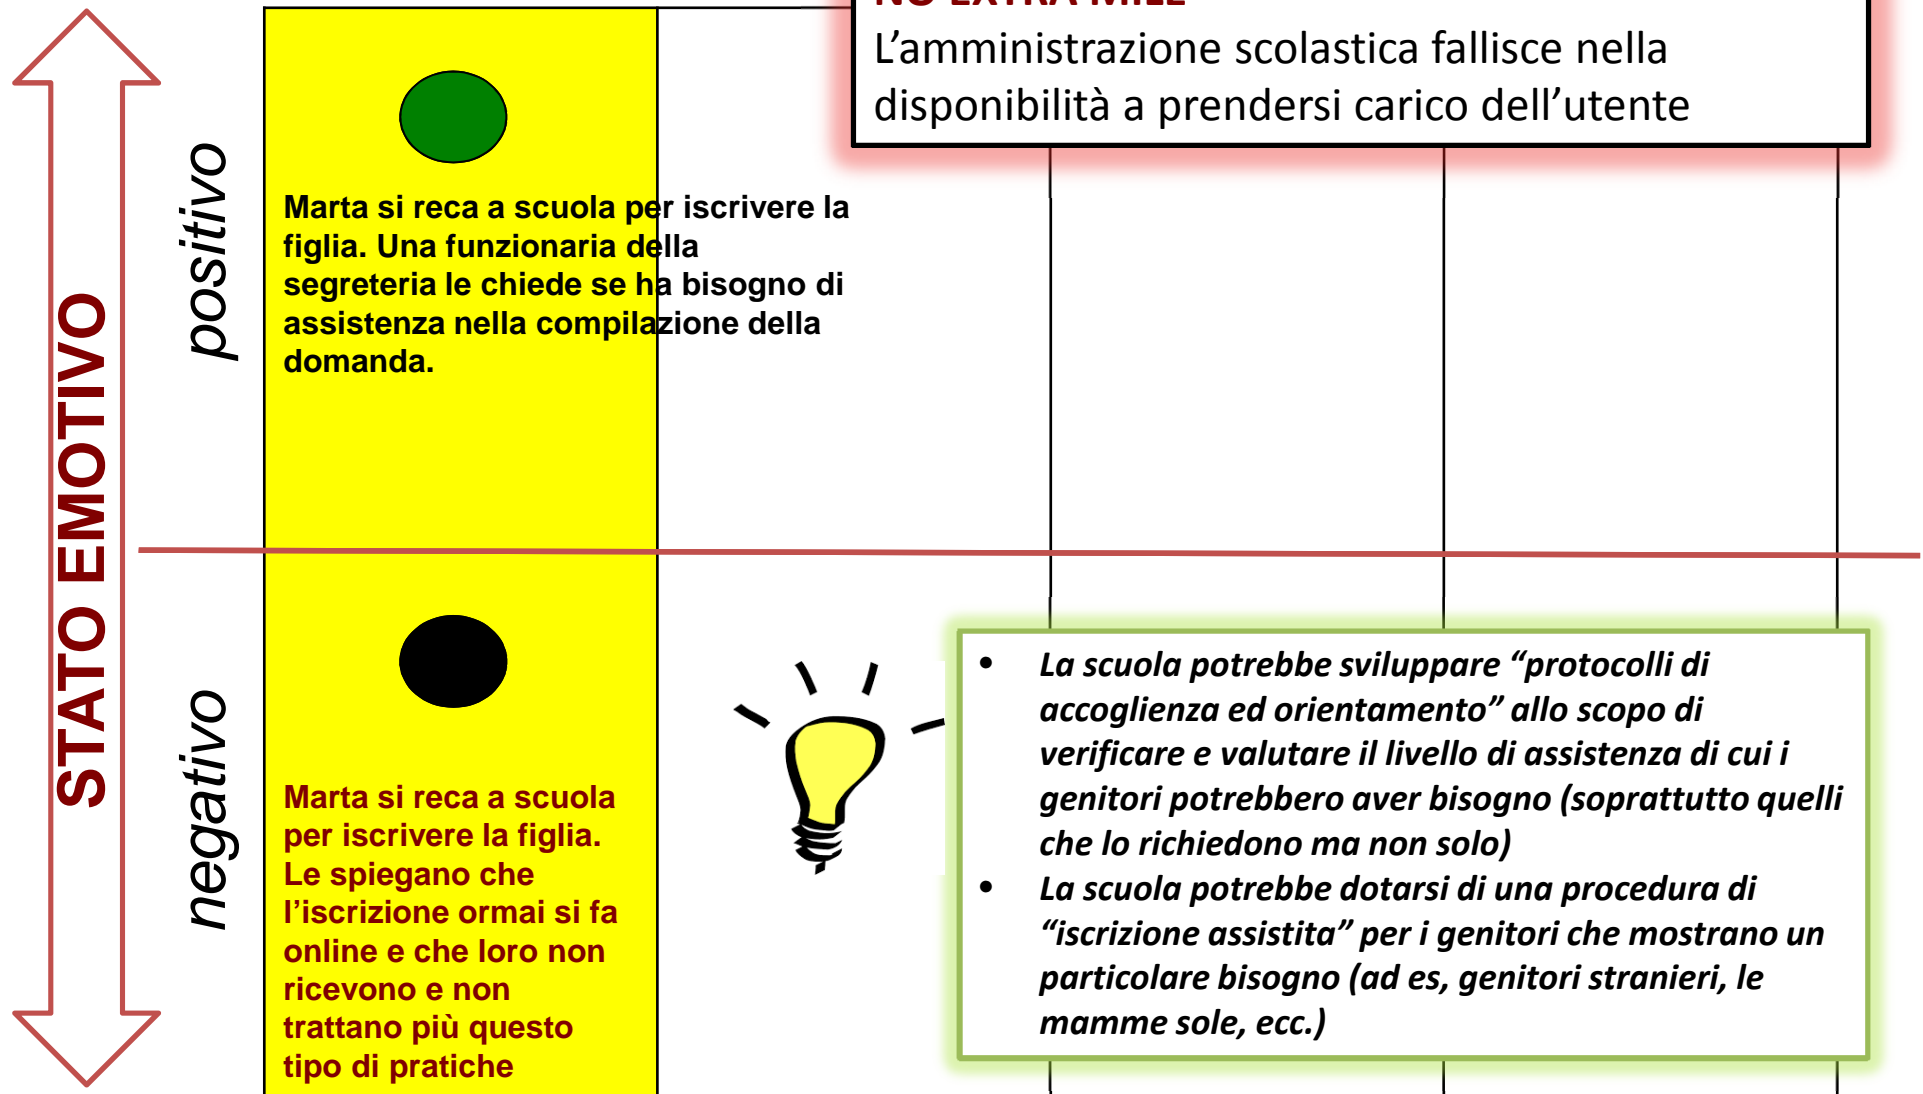 NO EXTRA MILE
L’amministrazione scolastica fallisce nella
disponibilità a prendersi carico dell’utente
STATO EMOTIVO
positivo
Marta si reca a scuola per iscrivere la
figlia. Una funzionaria della
segreteria le chiede se ha bisogno di
assistenza nella compilazione della
domanda.
negativo
Marta si reca a scuola
per iscrivere la figlia.
Le spiegano che
l’iscrizione ormai si fa
online e che loro non
ricevono e non
trattano più questo
tipo di pratiche
• La scuola potrebbe sviluppare “protocolli di
accoglienza ed orientamento” allo scopo di
verificare e valutare il livello di assistenza di cui i
genitori potrebbero aver bisogno (soprattutto quelli
che lo richiedono ma non solo)
• La scuola potrebbe dotarsi di una procedura di
“iscrizione assistita” per i genitori che mostrano un
particolare bisogno (ad es, genitori stranieri, le
mamme sole, ecc.)